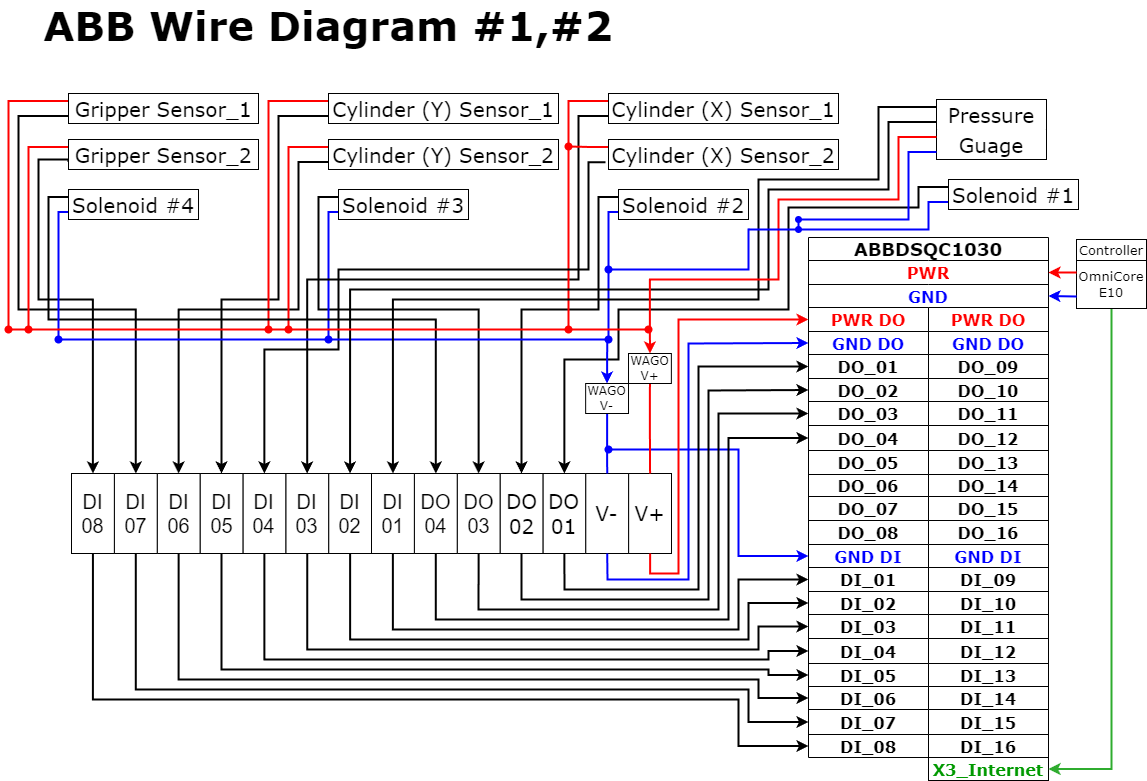 ABB Wire Diagram #1,#2
Gripper Sensor_1
Cylinder (Y) Sensor_1
Cylinder (X) Sensor_1
Pressure
Guage
Gripper Sensor_2
Cylinder (Y) Sensor_2
Cylinder (X) Sensor_2
Solenoid #4
Solenoid #3
Solenoid #2
Solenoid #1
ABBDSQC1030
PWR
GND
Controller
OmniCore
E10
PWR DO PWR DO
GND DO GND DO
DO_01 DO_09
DO_02 DO_10
DO_03 DO_11
DO_04 DO_12
DO_05 DO_13
DO_06 DO_14
DO_07 DO_15
DO_08 DO_16
GND DI GND DI
DI_01 DI_09
DI_02 DI_10
DI_03 DI_11
DI_04 DI_12
DI_05 DI_13
DI_06 DI_14
DI_07 DI_15
DI_08 DI_16
X3_Internet
WAGO
V+
WAGO
V-
DI
08
DI
07
DI
06
DI
05
DI
04
DI
03
DI
02
DI
01
DO
04
DO
03
DO
02
DO
01
V-
V+